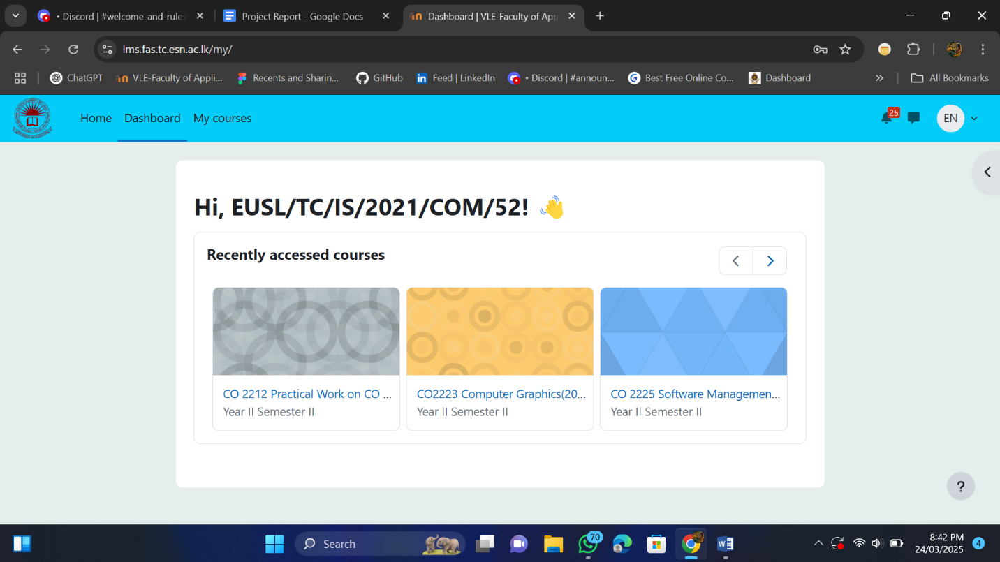 • Discord | #welcome-and-rules
Project Report - Google Docs
Dashboard | VLE-Faculty of App
lms.fas.tc.esn.ac.lk/my/
ChatGPT
VLE-Faculty of Appli...
Recents and Sharin...
GitHub
Feed | LinkedIn
• Discord | #announ...
Best Free Online Co...
Dashboard
All Bookmarks
Home
Dashboard
My courses
25
EN
Hi, EUSL/TC/IS/2021/COM/52! 👋
Recently accessed courses
CO 2212 Practical Work on CO ...
Year II Semester II
CO2223 Computer Graphics(20...
Year II Semester II
CO 2225 Software Managemen...
Year II Semester II
?
Search
70
8:42 PM
24/03/2025
4